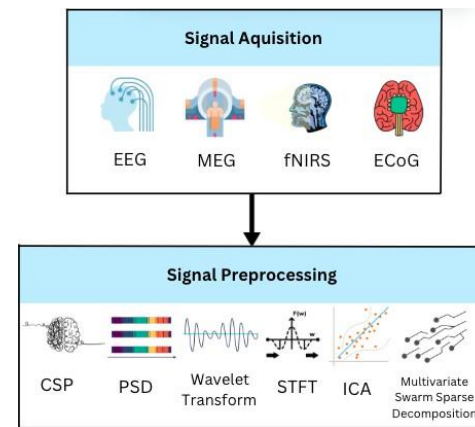 Signal Aquisition
EEG
MEG
fNIRS
ECoG
Signal Preprocessing
F(w)
w
CSP
PSD
Wavelet
Transform
STFT
ICA
Multivariate
Swarm Sparse
Decomposition